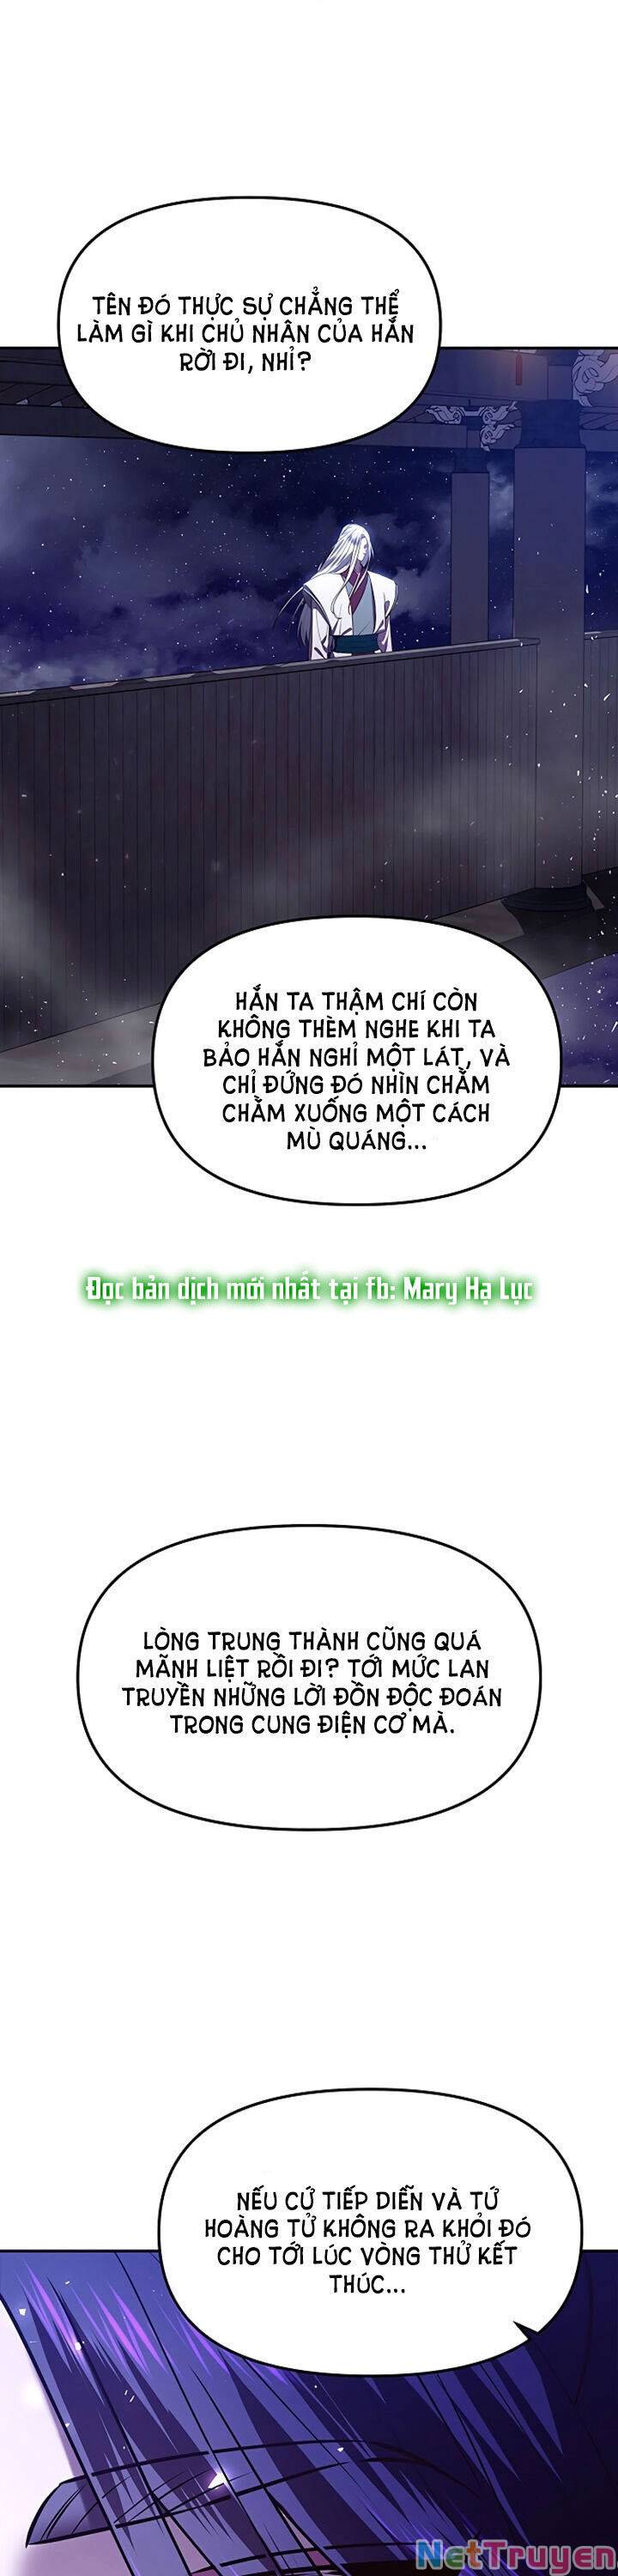 TÊN ĐÓ THỰC SỰ CHẲNG THỂ
LÀM GÌ KHI CHỦ NHÂN CỦA HẮN
RỜI ĐI, NHỈ?
HẮN TA THẬM CHÍ CÒN
KHÔNG THÈM NGHE KHI TA
BẢO HẮN NGHỈ MỘT LÁT, VÀ
CHỈ ĐỨNG ĐÓ NHÌN CHẰM
CHẰM XUỐNG MỘT CÁCH
MÙ QUÁNG...
Đọc bản dịch mới nhất tại fb: Mary Hạ Lục
LÒNG TRUNG THÀNH CŨNG QUÁ
MÃNH LIỆT RỒI ĐI? TỚI MỨC LAN
TRUYỀN NHỮNG LỜI ĐỒN ĐỘC ĐOÁN
TRONG CUNG ĐIỆN CƠ MÀ.
NẾU CỨ TIẾP DIỄN VÀ TỨ
HOÀNG TỬ KHÔNG RA KHỎI ĐÓ
CHO TỚI LÚC VÒNG THỬ KẾT
THÚC...
NetTruyen